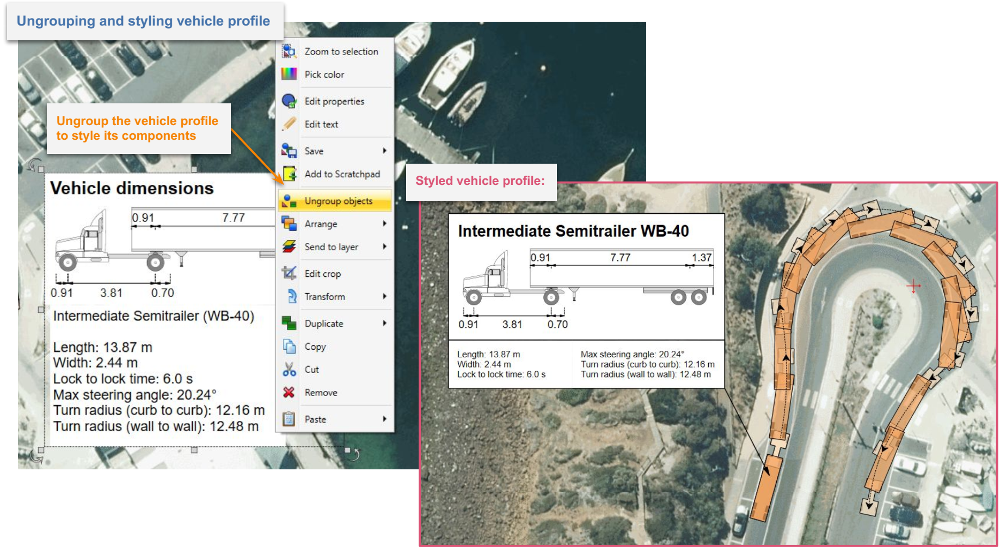 Ungrouping and styling vehicle profile
Zoom to selection
Pick color
Edit properties
Edit text
Save
Add to Scratchpad
Ungroup objects
Arrange
Send to layer
Edit crop
Transform
Duplicate
Copy
Cut
Remove
Paste
Ungroup the vehicle profile
to style its components
Vehicle dimensions
0.91 7.77
0.91 3.81 0.70
Intermediate Semitrailer (WB-40)
Length: 13.87 m
Width: 2.44 m
Lock to lock time: 6.0 s
Max steering angle: 20.24°
Turn radius (curb to curb): 12.16 m
Turn radius (wall to wall): 12.48 m
Styled vehicle profile:
Intermediate Semitrailer WB-40
0.91 7.77 1.37
0.91 3.81 0.70
Length: 13.87 m
Width: 2.44 m
Lock to lock time: 6.0 s
Max steering angle: 20.24°
Turn radius (curb to curb): 12.16 m
Turn radius (wall to wall): 12.48 m